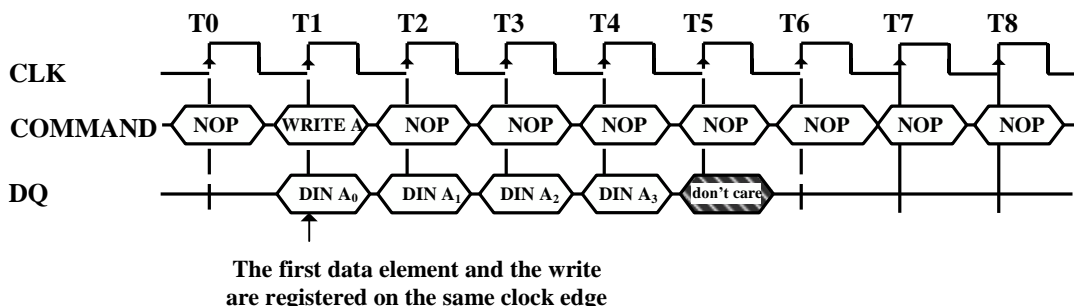 T0 T1 T2 T3 T4 T5 T6 T7 T8
CLK
COMMAND NOP WRITE A NOP NOP NOP NOP NOP NOP NOP
DQ DIN A₀ DIN A₁ DIN A₂ DIN A₃ don't care
The first data element and the write
are registered on the same clock edge